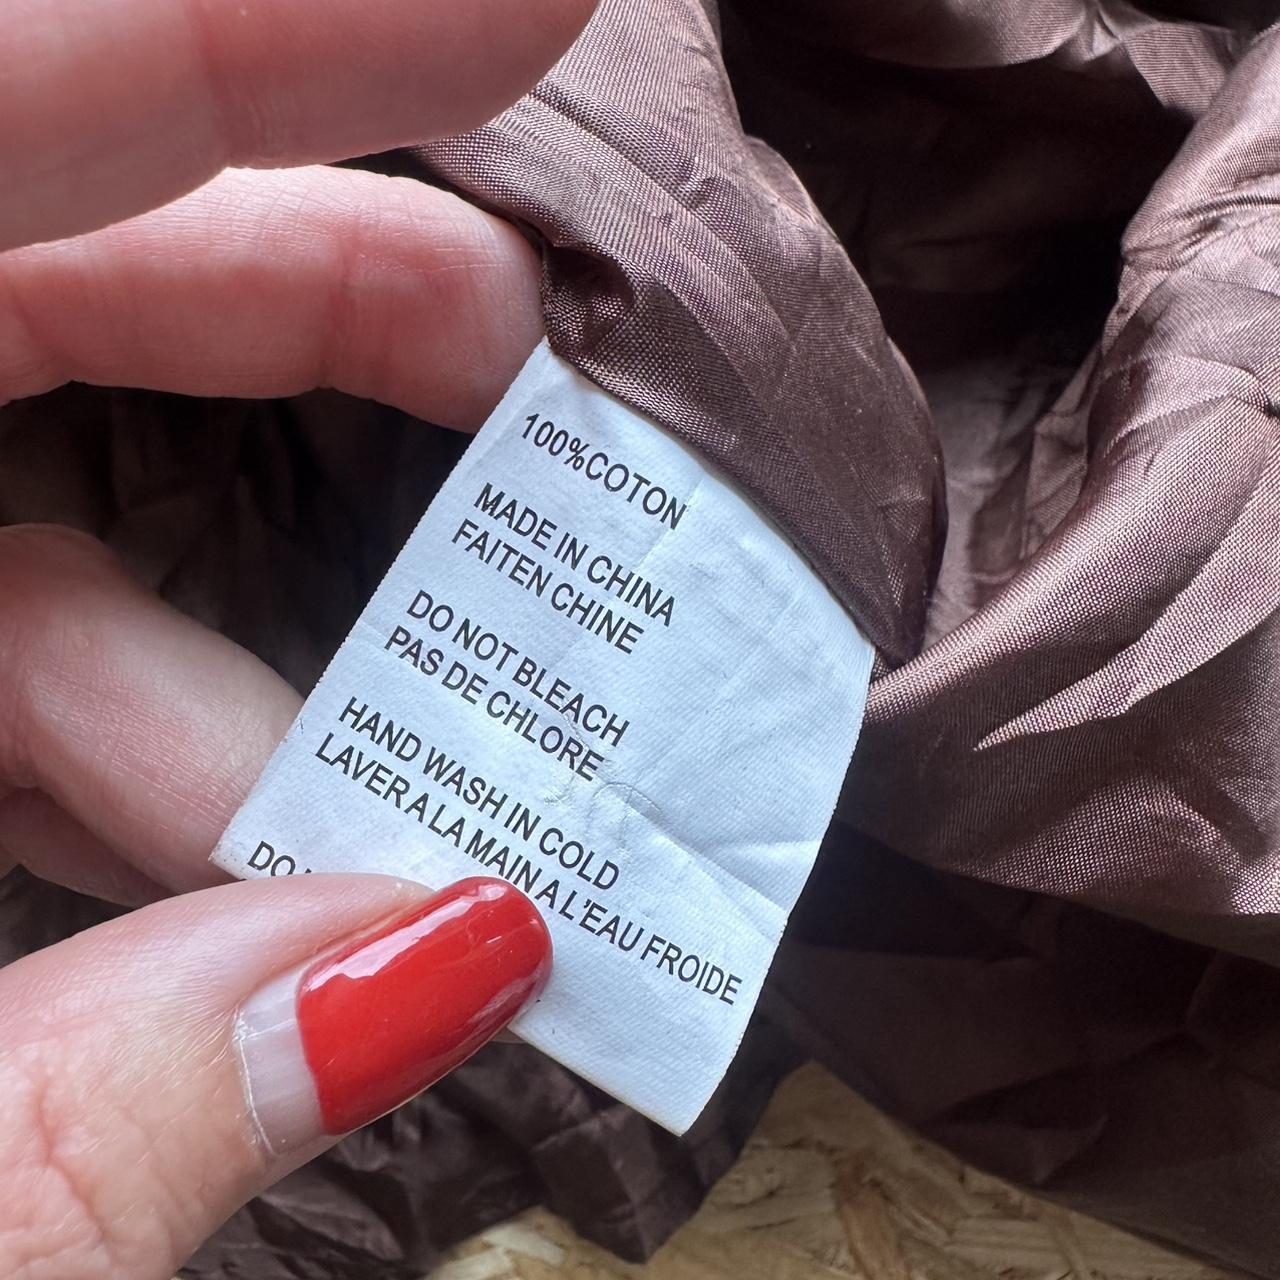 100%COTON
MADE IN CHINA
FAITEN CHINE
DO NOT BLEACH
PAS DE CHLORE
HAND WASH IN COLD
LAVER A LA MAIN A L'EAU FROIDE
DO